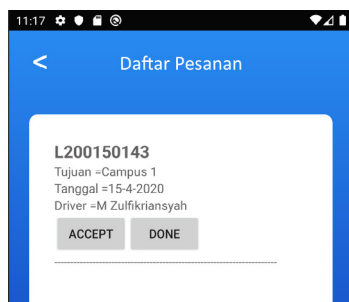 11:17
< Daftar Pesanan
L200150143
Tujuan =Campus 1
Tanggal =15-4-2020
Driver =M Zulfikriansyah
ACCEPT DONE
--------------------------------------------------------------------------------